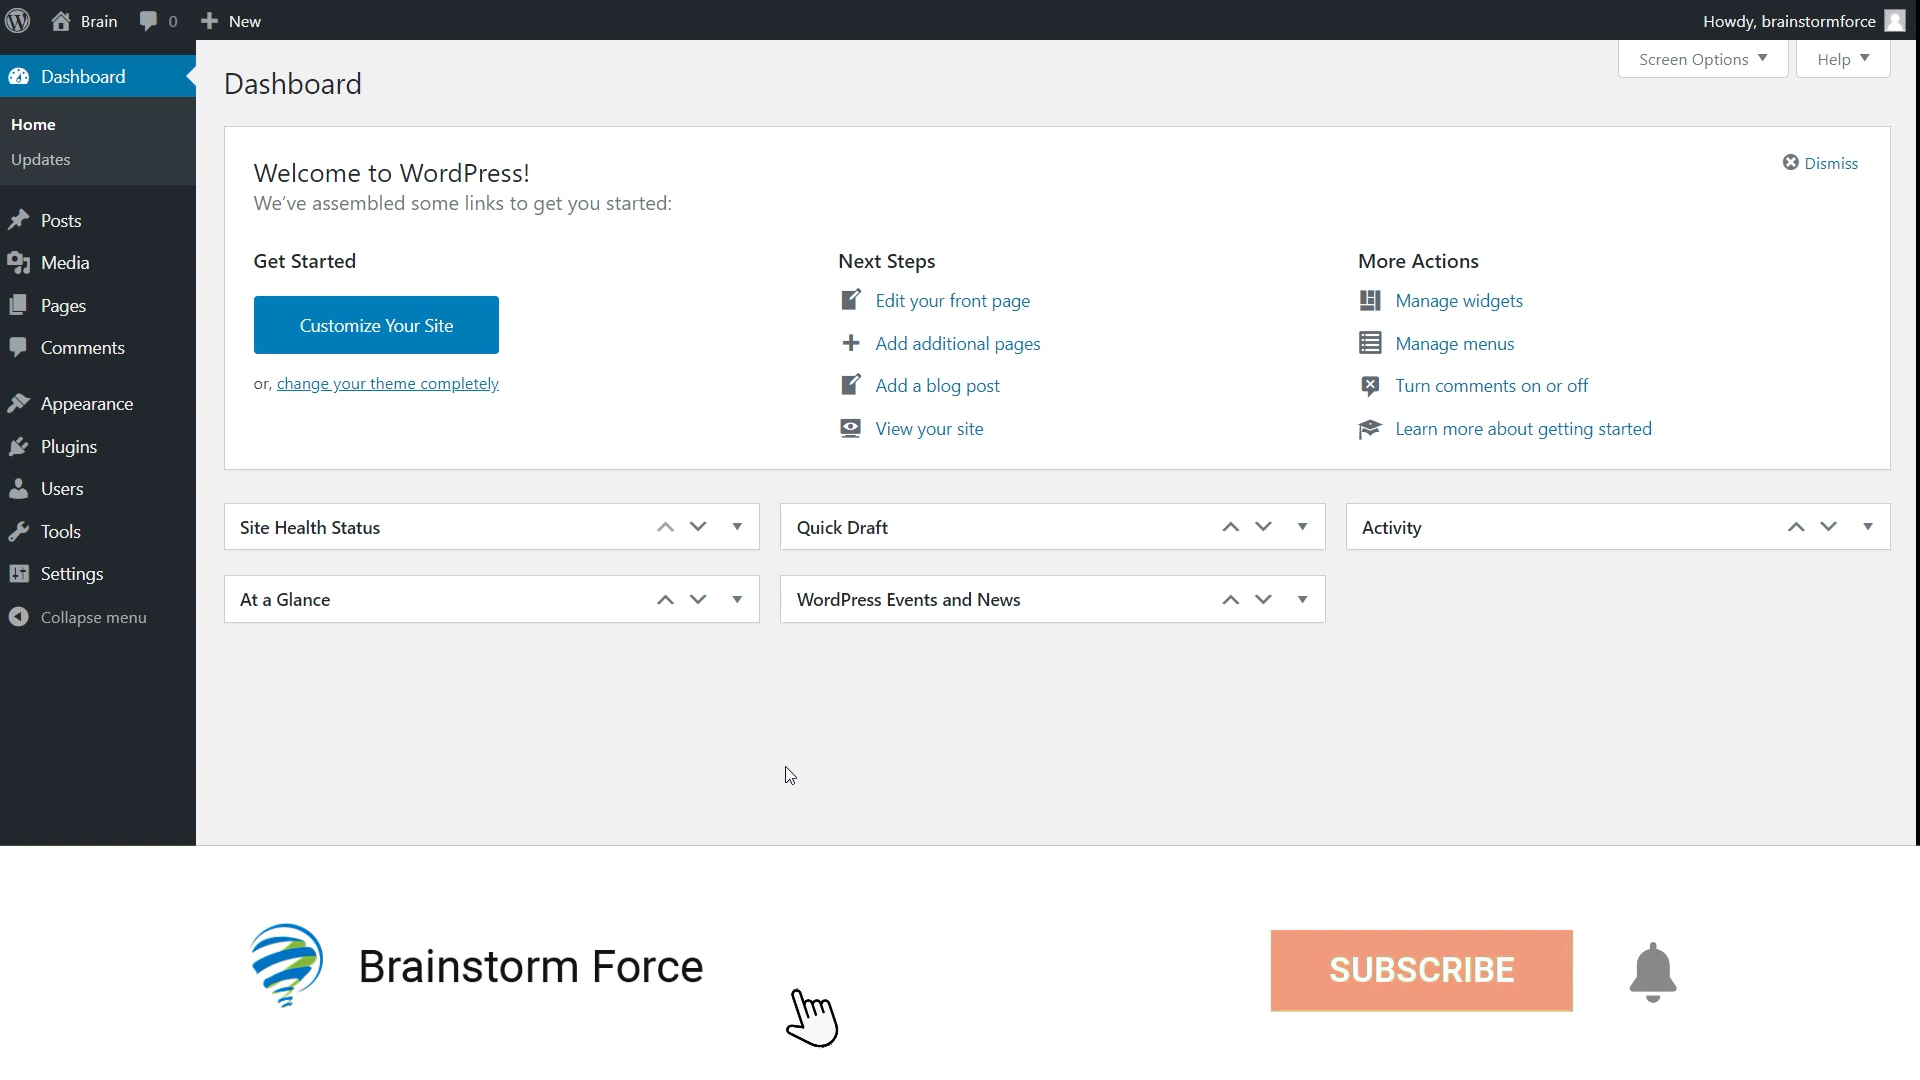 Brain
0
New
Howdy, brainstormforce
Screen Options
Help
Dashboard
Home
Updates
Posts
Media
Pages
Comments
Appearance
Plugins
Users
Tools
Settings
Collapse menu
Dashboard
Welcome to WordPress!
Dismiss
We've assembled some links to get you started:
Get Started
Customize Your Site
or, change your theme completely
Next Steps
Edit your front page
Add additional pages
Add a blog post
View your site
More Actions
Manage widgets
Manage menus
Turn comments on or off
Learn more about getting started
Site Health Status
Quick Draft
Activity
At a Glance
WordPress Events and News
Brainstorm Force
SUBSCRIBE